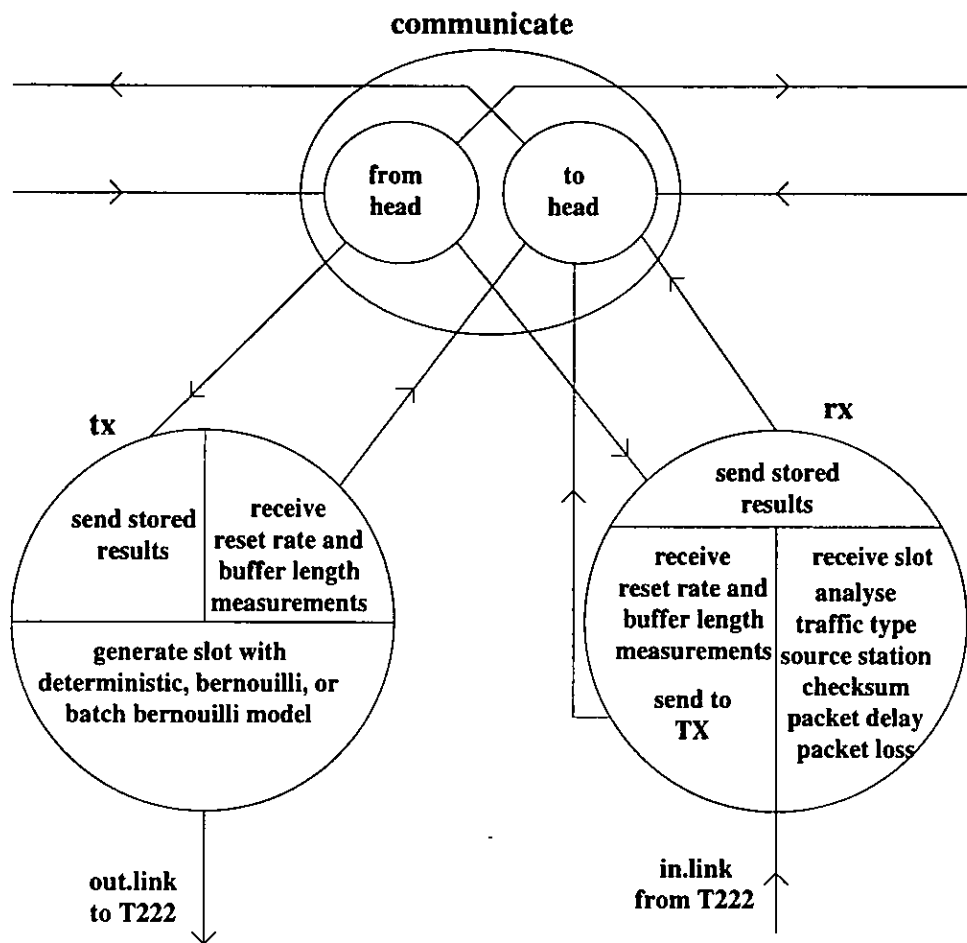 communicate
from
head
to
head
tx
send stored
results
receive
reset rate and
buffer length
measurements
generate slot with
deterministic, bernouilli, or
batch bernouilli model
out.link
to T222
rx
send stored
results
receive
reset rate and
buffer length
measurements
send to
TX
receive slot
analyse
traffic type
source station
checksum
packet delay
packet loss
in.link
from T222